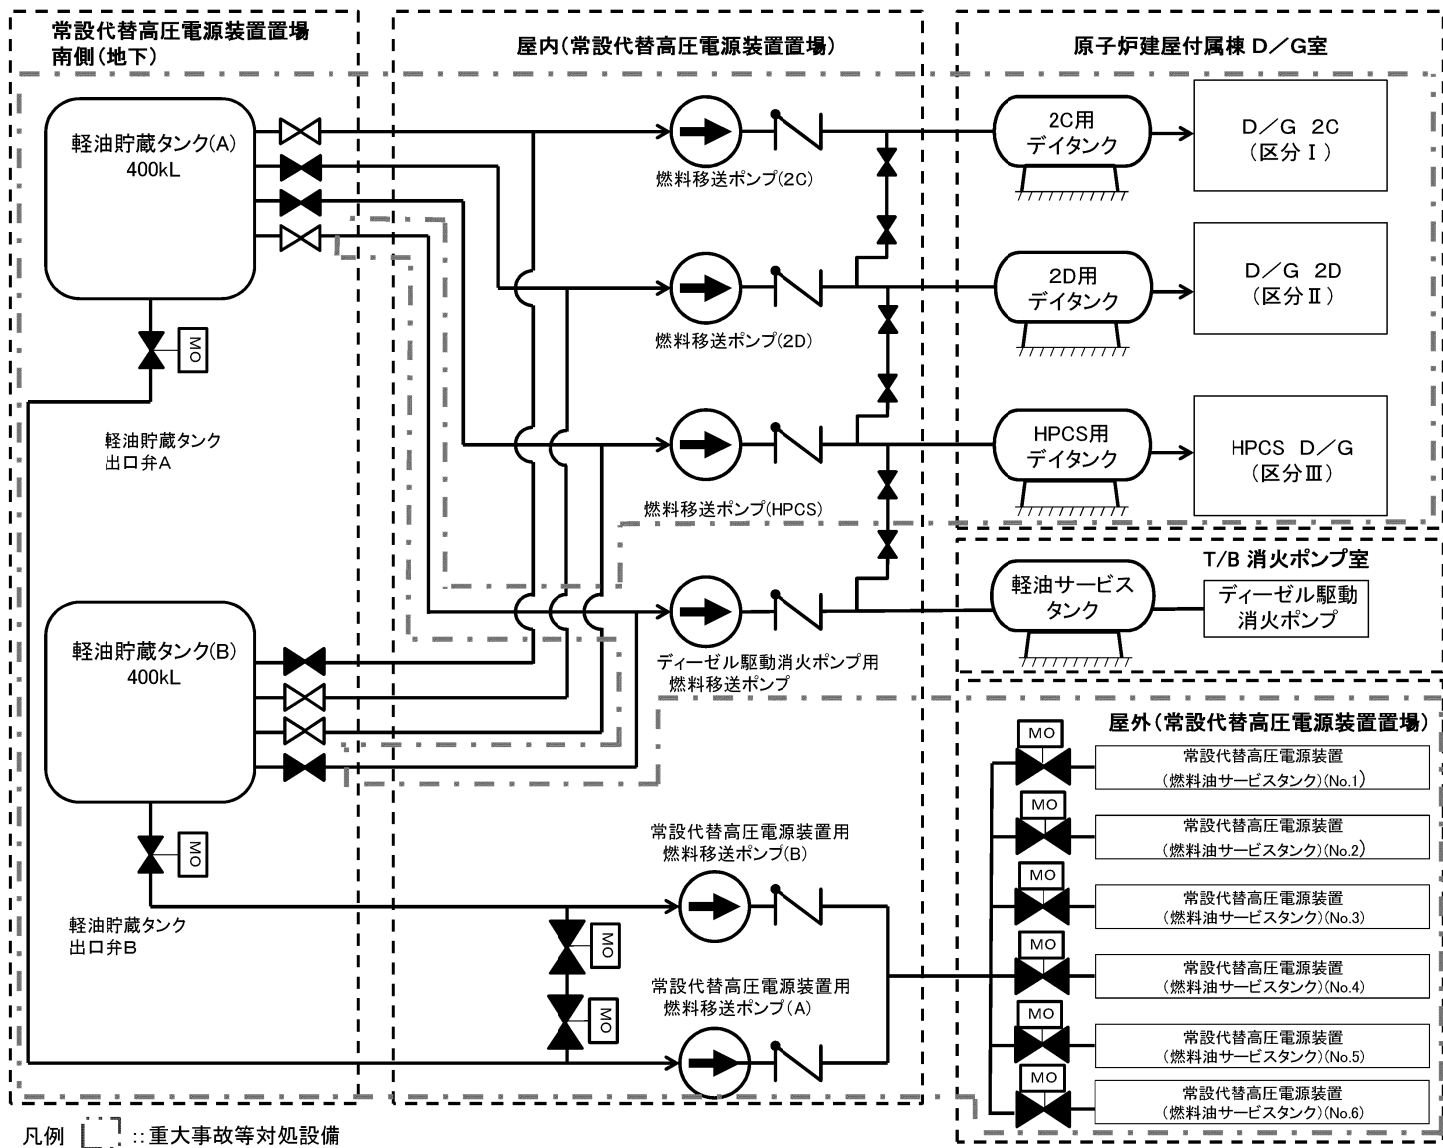 常設代替高圧電源装置置場
南側(地下)
屋内(常設代替高圧電源装置置場)
原子炉建屋付属棟 D/G室
軽油貯蔵タンク(A)
400kL
燃料移送ポンプ(2C)
2C用
デイタンク
D/G 2C
(区分Ⅰ)
燃料移送ポンプ(2D)
2D用
デイタンク
D/G 2D
(区分Ⅱ)
MO
軽油貯蔵タンク
出口弁A
燃料移送ポンプ(HPCS)
HPCS用
デイタンク
HPCS D/G
(区分Ⅲ)
T/B 消火ポンプ室
軽油サービス
タンク
ディーゼル駆動
消火ポンプ
ディーゼル駆動消火ポンプ用
燃料移送ポンプ
軽油貯蔵タンク(B)
400kL
MO
軽油貯蔵タンク
出口弁B
常設代替高圧電源装置用
燃料移送ポンプ(B)
MO
MO
常設代替高圧電源装置用
燃料移送ポンプ(A)
屋外(常設代替高圧電源装置置場)
MO
常設代替高圧電源装置
(燃料油サービスタンク)(No.1)
MO
常設代替高圧電源装置
(燃料油サービスタンク)(No.2)
MO
常設代替高圧電源装置
(燃料油サービスタンク)(No.3)
MO
常設代替高圧電源装置
(燃料油サービスタンク)(No.4)
MO
常設代替高圧電源装置
(燃料油サービスタンク)(No.5)
MO
常設代替高圧電源装置
(燃料油サービスタンク)(No.6)
凡例 ::重大事故等対処設備